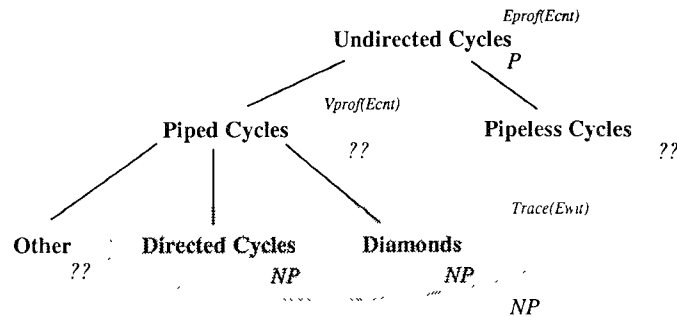 Eprof(Ecnt)
Undirected Cycles
P
Vprof(Ecnt)
Piped Cycles
Pipeless Cycles
??
??
Trace(Ewit)
Other
Directed Cycles
Diamonds
??
NP
NP
NP